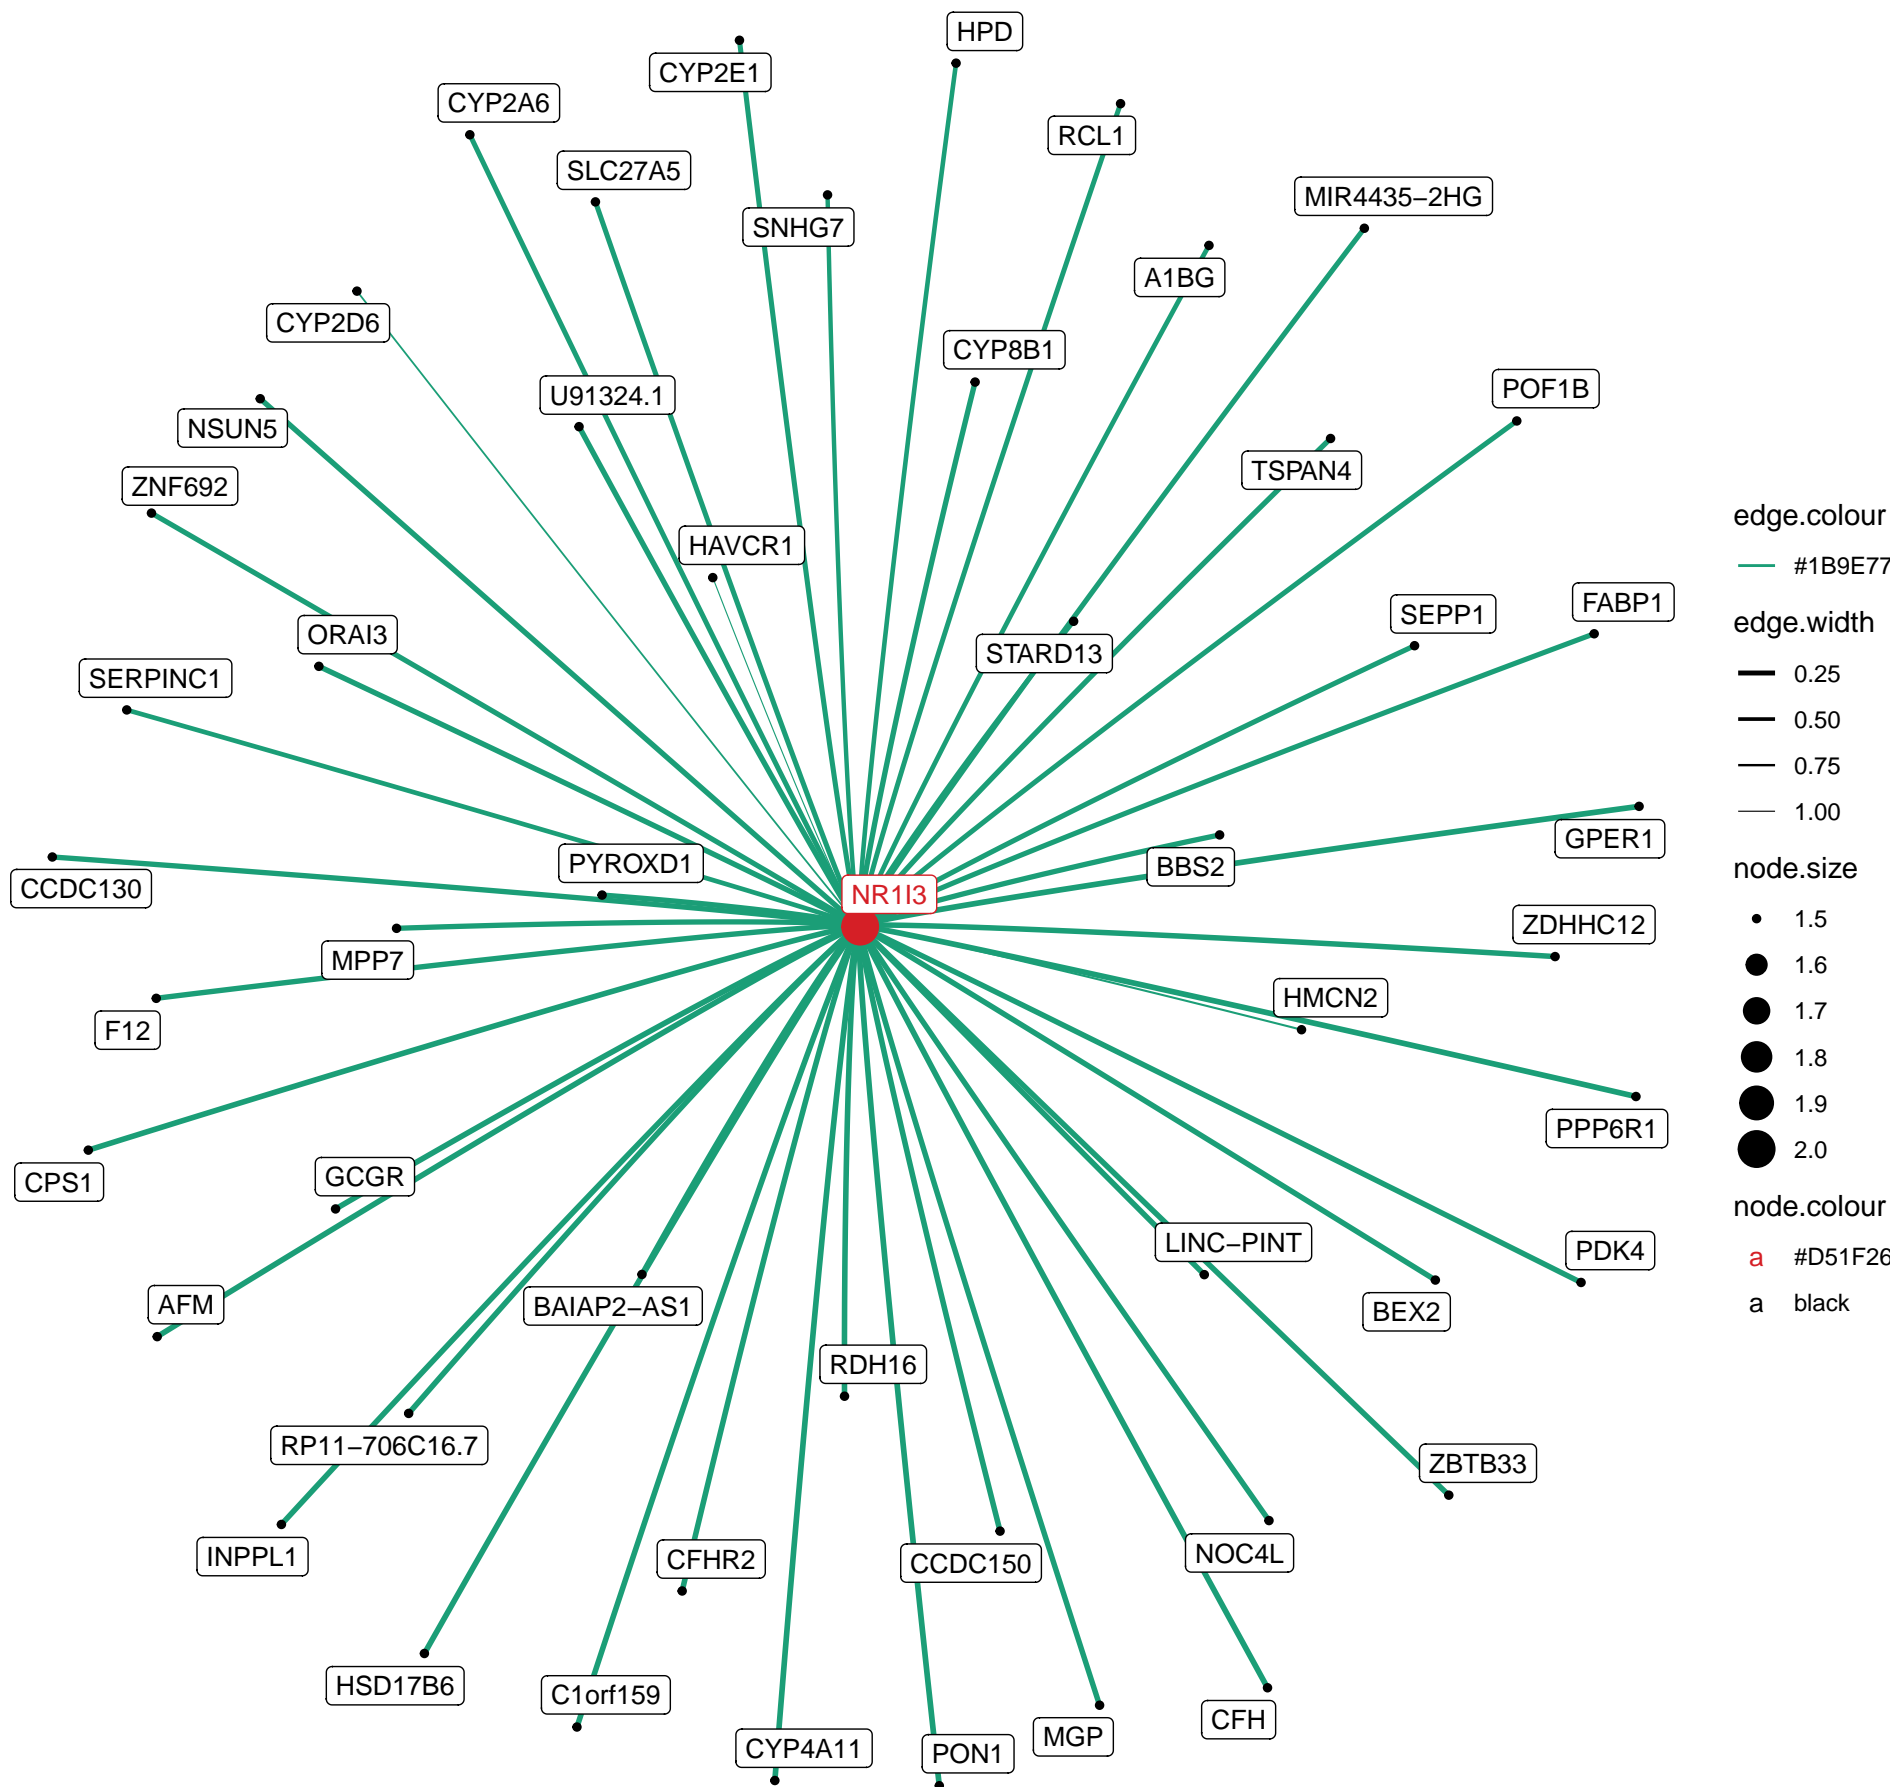 HPD
CYP2E1
CYP2A6
RCL1
SLC27A5
MIR4435−2HG
SNHG7
A1BG
CYP2D6
CYP8B1
POF1B
U91324.1
NSUN5
TSPAN4
ZNF692
HAVCR1
FABP1
SEPP1
ORAI3
STARD13
SERPINC1
GPER1
PYROXD1
BBS2
CCDC130
NR1I3
ZDHHC12
MPP7
HMCN2
F12
PPP6R1
GCGR
CPS1
LINC−PINT
PDK4
AFM
BAIAP2−AS1
BEX2
RDH16
RP11−706C16.7
ZBTB33
INPPL1
CFHR2
CCDC150
NOC4L
HSD17B6
C1orf159
CFH
MGP
CYP4A11
PON1
edge.colour
#1B9E77
edge.width
0.25
0.50
0.75
1.00
node.size
1.5
1.6
1.7
1.8
1.9
2.0
node.colour
a #D51F26
a black